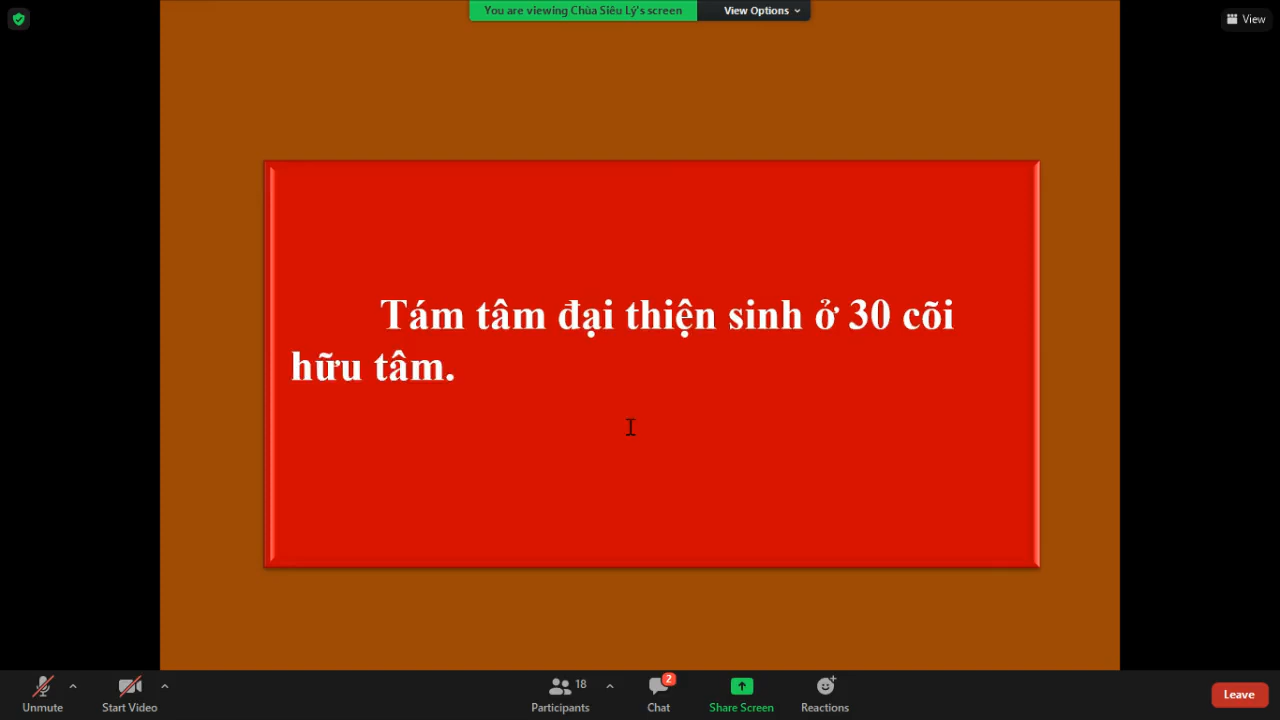 You are viewing Chùa Siêu Lý's screen
View Options
View
Tám tâm đại thiện sinh ở 30 cõi
hữu tâm.
Unmute
Start Video
18
Participants
2
Chat
Share Screen
Reactions
Leave